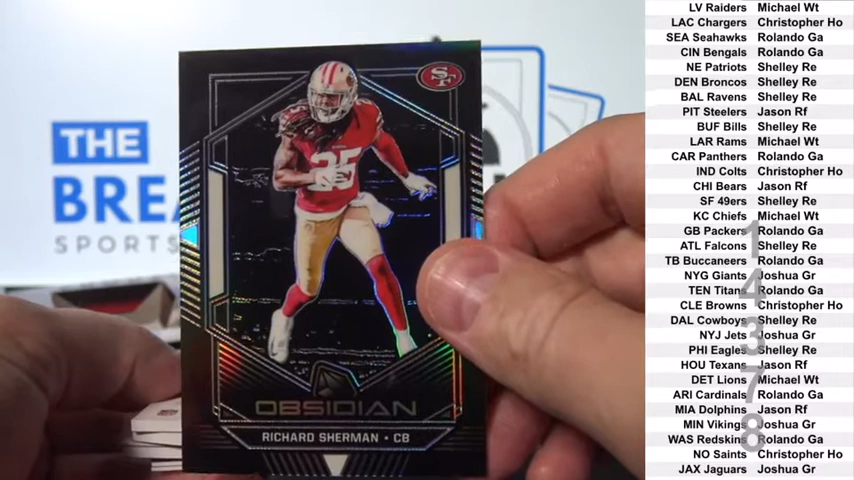 THE
BREA
SPORTS
SF
25
OBSIDIAN
RICHARD SHERMAN • CB
LV Raiders Michael Wt
LAC Chargers Christopher Ho
SEA Seahawks Rolando Ga
CIN Bengals Rolando Ga
NE Patriots Shelley Re
DEN Broncos Shelley Re
BAL Ravens Shelley Re
PIT Steelers Jason Rf
BUF Bills Shelley Re
LAR Rams Michael Wt
CAR Panthers Rolando Ga
IND Colts Christopher Ho
CHI Bears Jason Rf
SF 49ers Shelley Re
KC Chiefs Michael Wt
GB Packers Rolando Ga
ATL Falcons Shelley Re
TB Buccaneers Rolando Ga
NYG Giants Joshua Gr
TEN Titans Rolando Ga
CLE Browns Christopher Ho
DAL Cowboys Shelley Re
NYJ Jets Joshua Gr
PHI Eagles Shelley Re
HOU Texans Jason Rf
DET Lions Michael Wt
ARI Cardinals Rolando Ga
MIA Dolphins Jason Rf
MIN Vikings Joshua Gr
WAS Redskins Rolando Ga
NO Saints Christopher Ho
JAX Jaguars Joshua Gr
1
4
3
7
8